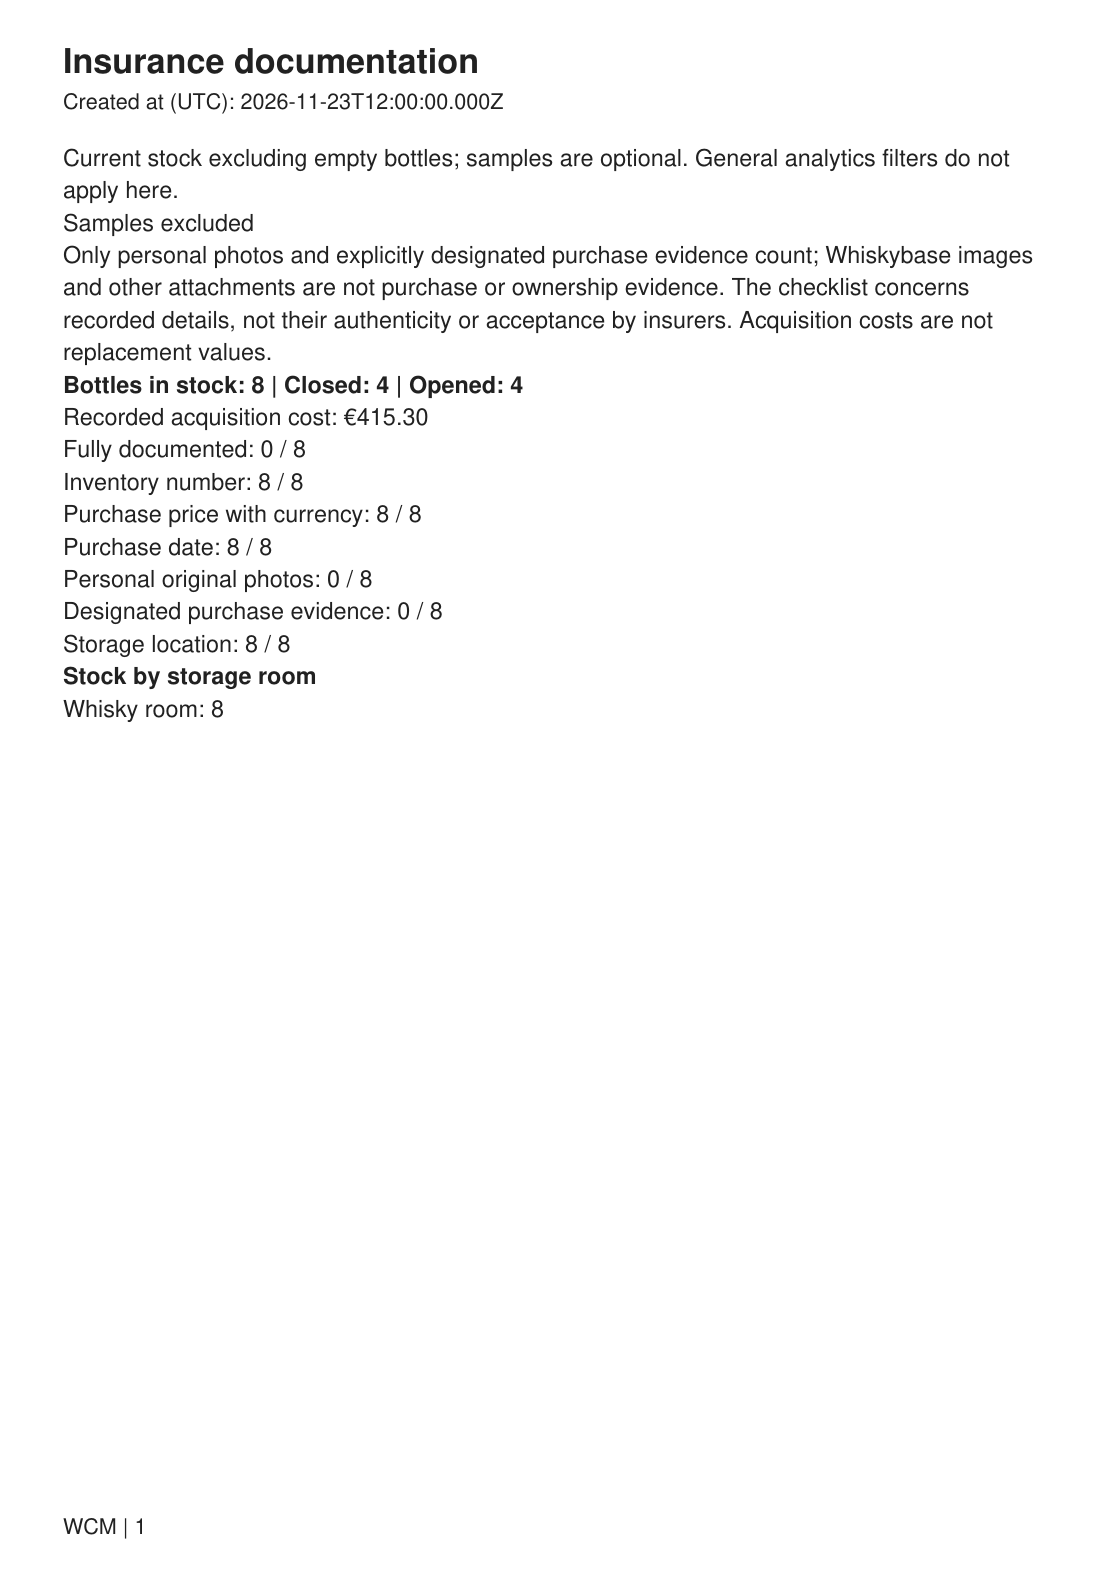 Insurance documentation
Created at (UTC): 2026-11-23T12:00:00.000Z
Current stock excluding empty bottles; samples are optional. General analytics filters do not
apply here.
Samples excluded
Only personal photos and explicitly designated purchase evidence count; Whiskybase images
and other attachments are not purchase or ownership evidence. The checklist concerns
recorded details, not their authenticity or acceptance by insurers. Acquisition costs are not
replacement values.
Bottles in stock: 8 | Closed: 4 | Opened: 4
Recorded acquisition cost: €415.30
Fully documented: 0 / 8
Inventory number: 8 / 8
Purchase price with currency: 8 / 8
Purchase date: 8 / 8
Personal original photos: 0 / 8
Designated purchase evidence: 0 / 8
Storage location: 8 / 8
Stock by storage room
Whisky room: 8
WCM | 1